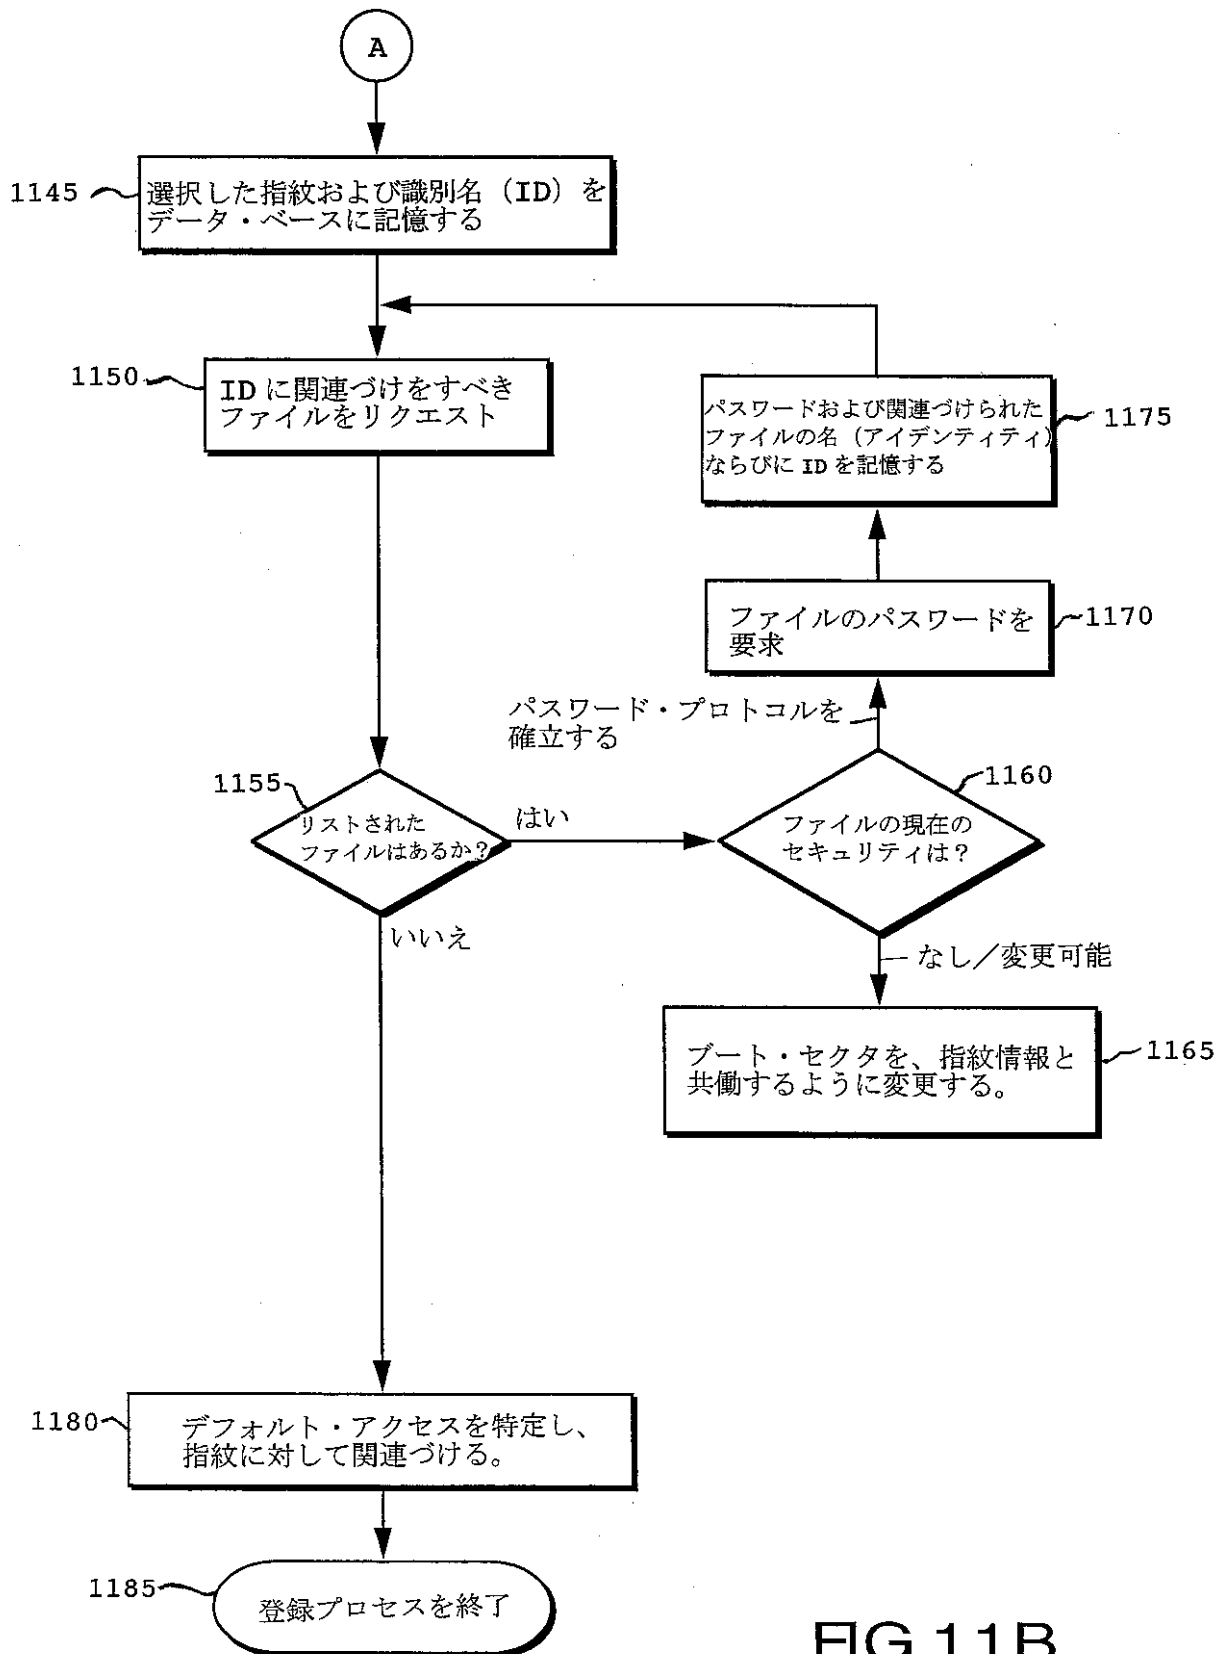 A
1145
選択した指紋および識別名（ID）を
データ・ベースに記憶する
1150
ID に関連づけをすべき
ファイルをリクエスト
パスワードおよび関連づけられた
ファイルの名（アイデンティティ）
ならびに ID を記憶する
1175
ファイルのパスワードを
要求
1170
パスワード・プロトコルを
確立する
1155
リストされた
ファイルはあるか？
はい
1160
ファイルの現在の
セキュリティは？
いいえ
なし／変更可能
ブート・セクタを、指紋情報と
共働するように変更する。
1165
1180
デフォルト・アクセスを特定し、
指紋に対して関連づける。
1185
登録プロセスを終了
FIG.11B